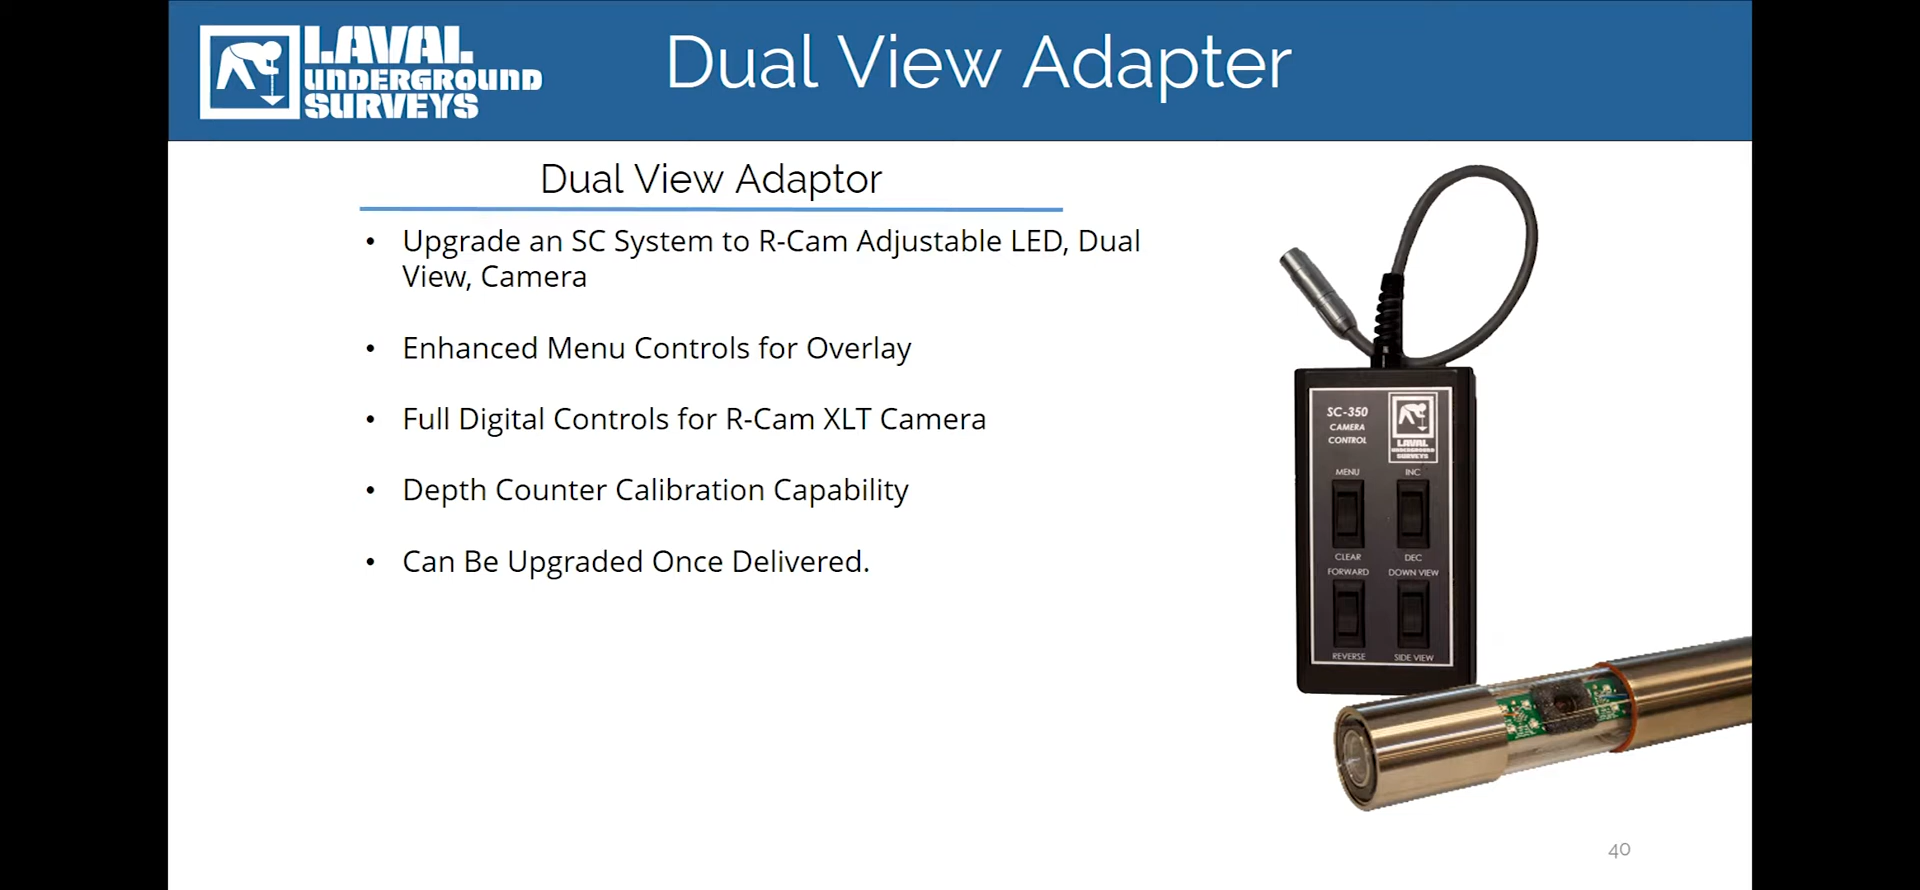 LAVAL
UNDERGROUND
SURVEYS
Dual View Adapter
Dual View Adaptor
• Upgrade an SC System to R-Cam Adjustable LED, Dual
View, Camera
• Enhanced Menu Controls for Overlay
• Full Digital Controls for R-Cam XLT Camera
• Depth Counter Calibration Capability
• Can Be Upgraded Once Delivered.
SC-350
CAMERA
CONTROL
LAVAL
UNDERGROUND
SURVEYS
MENU INC
CLEAR DEC
FORWARD DOWN VIEW
REVERSE SIDE VIEW
40